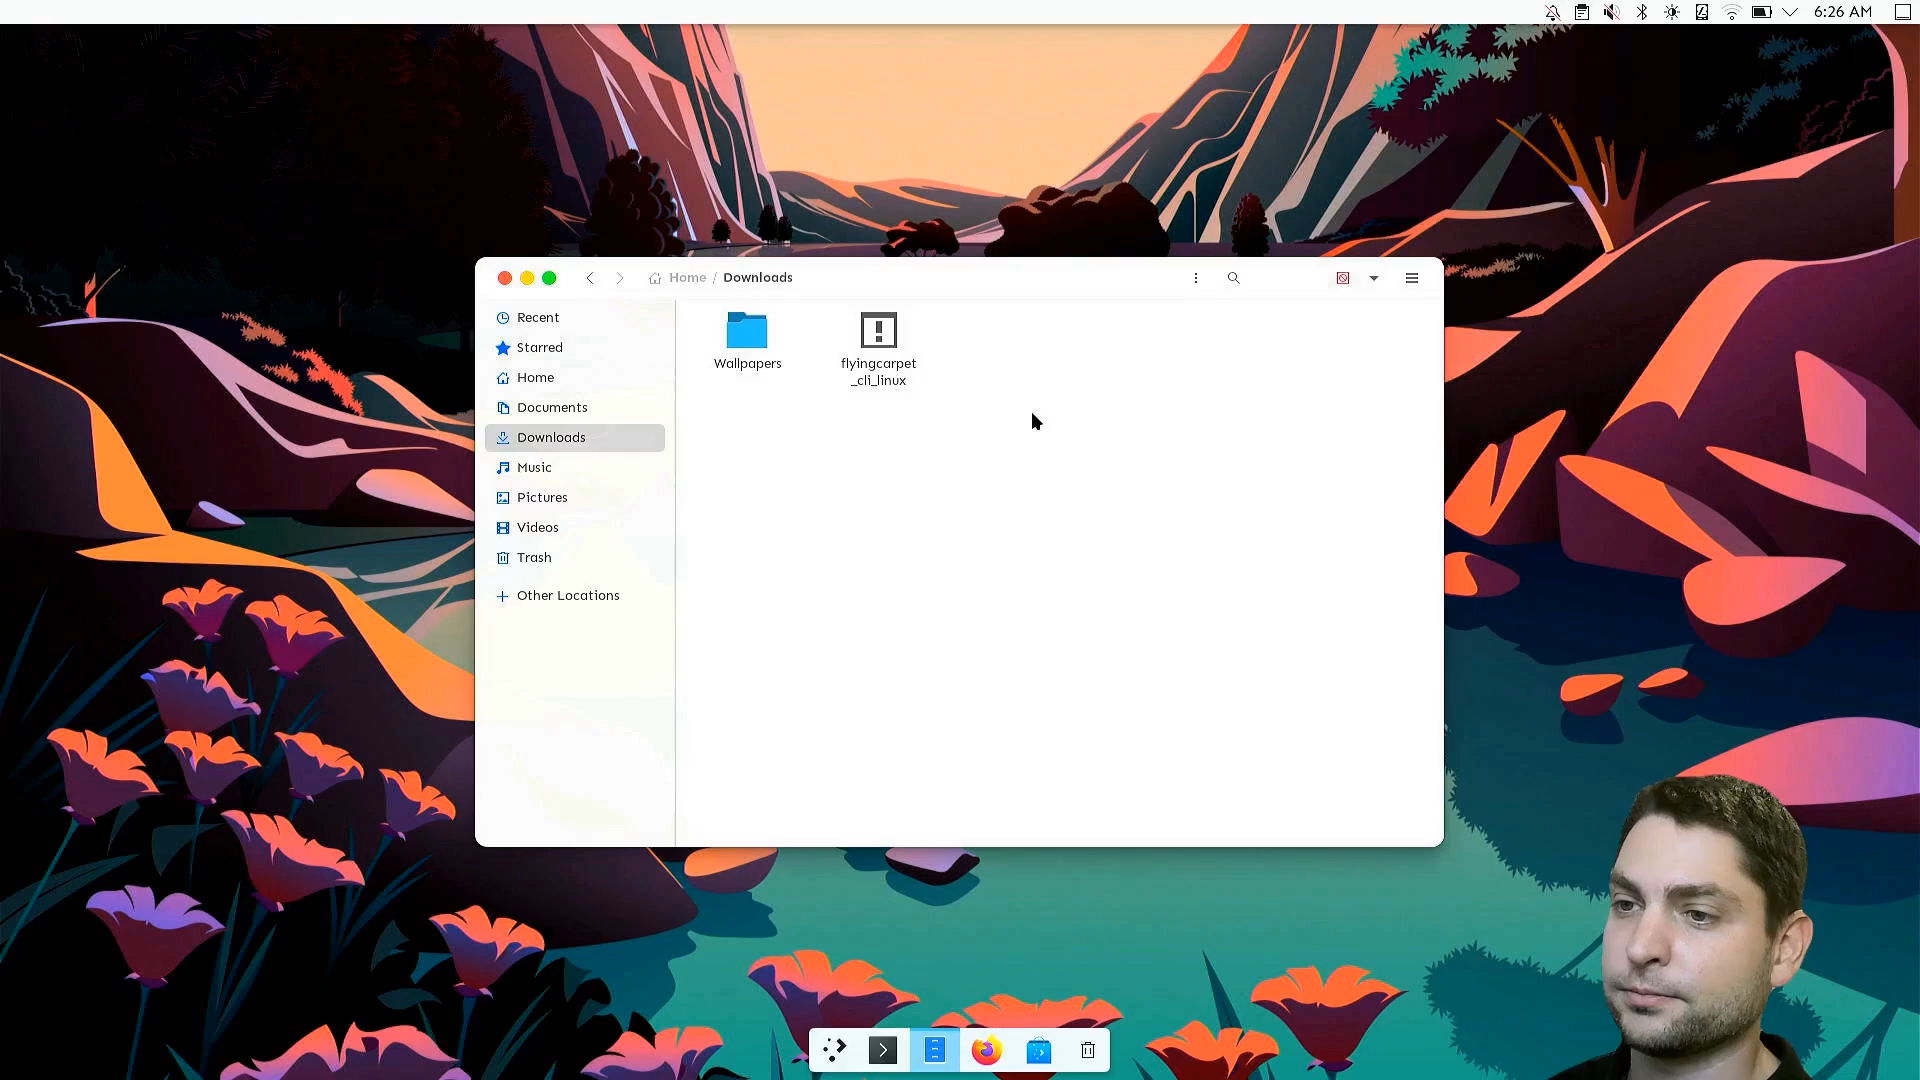 6:26 AM
Home / Downloads
Recent
Starred
Home
Documents
Downloads
Music
Pictures
Videos
Trash
Other Locations
Wallpapers
flyingcarpet
_cli_linux